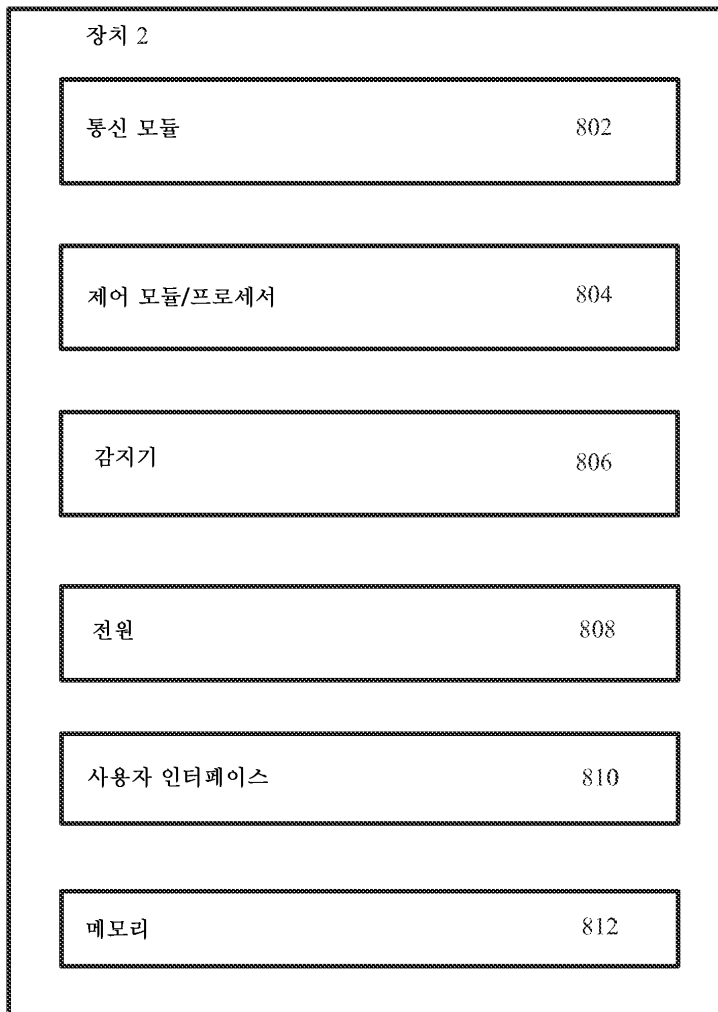 장치 2
통신 모듈 802
제어 모듈/프로세서 804
감지기 806
전원 808
사용자 인터페이스 810
메모리 812